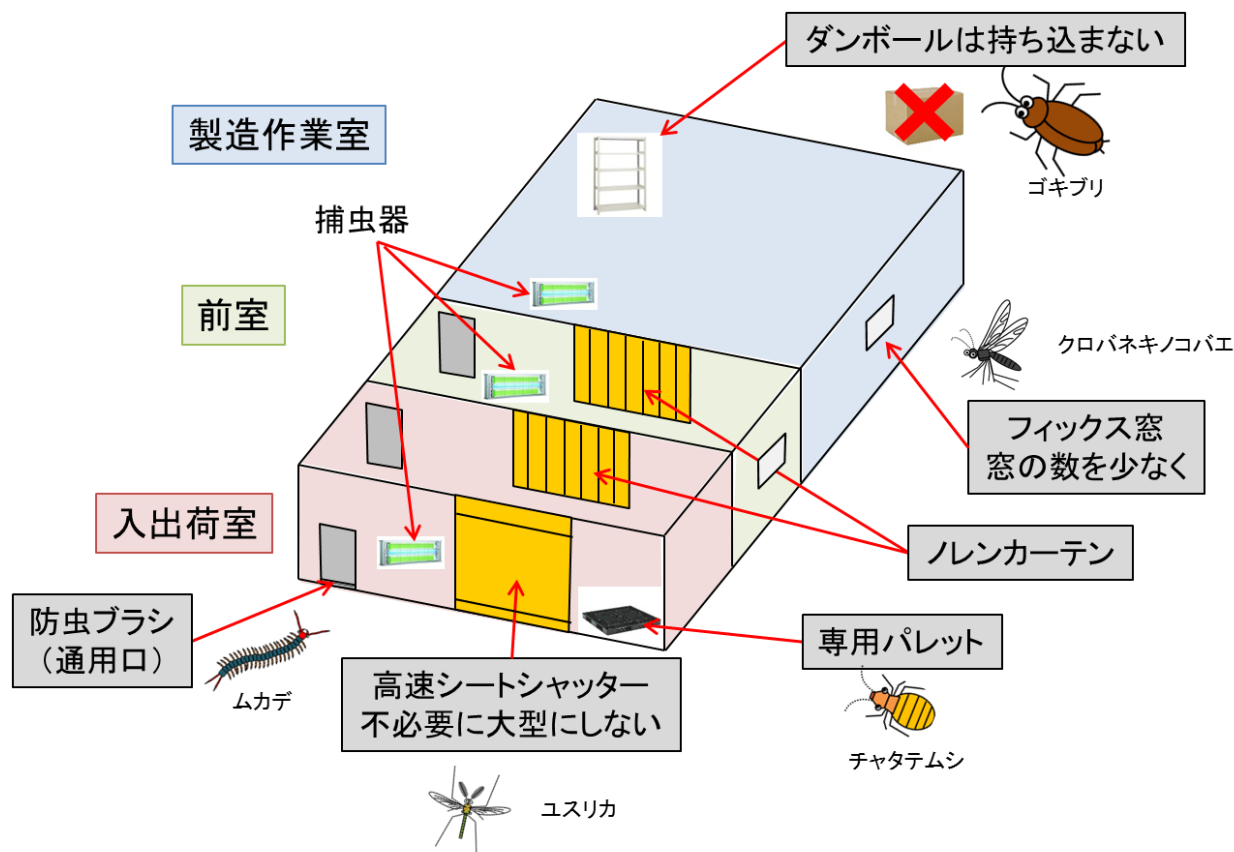 ダンボールは持ち込まない
ゴキブリ
製造作業室
捕虫器
前室
クロバネキノコバエ
フィックス窓
窓の数を少なく
入出荷室
ノレンカーテン
防虫ブラシ
（通用口）
ムカデ
高速シートシャッター
不必要に大型にしない
専用パレット
チャタテムシ
ユスリカ